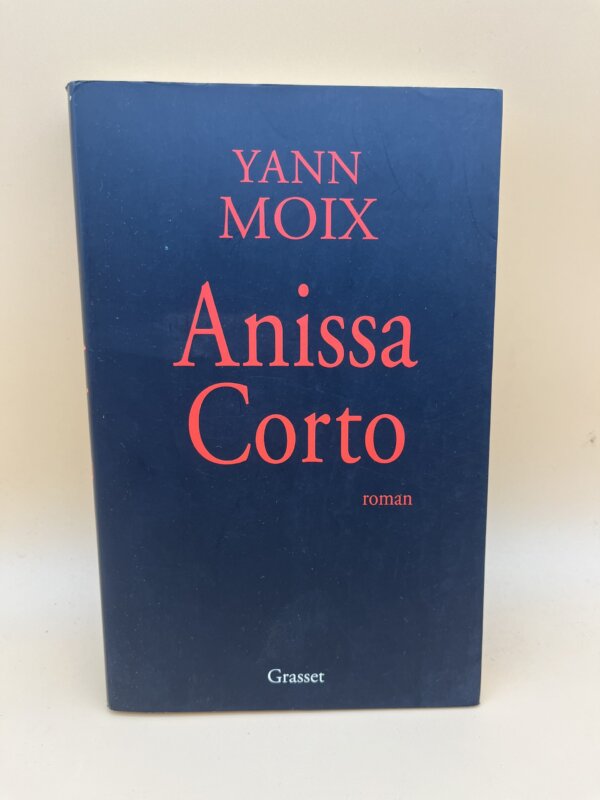 YANN
MOIX
Anissa
Corto
roman
Grasset